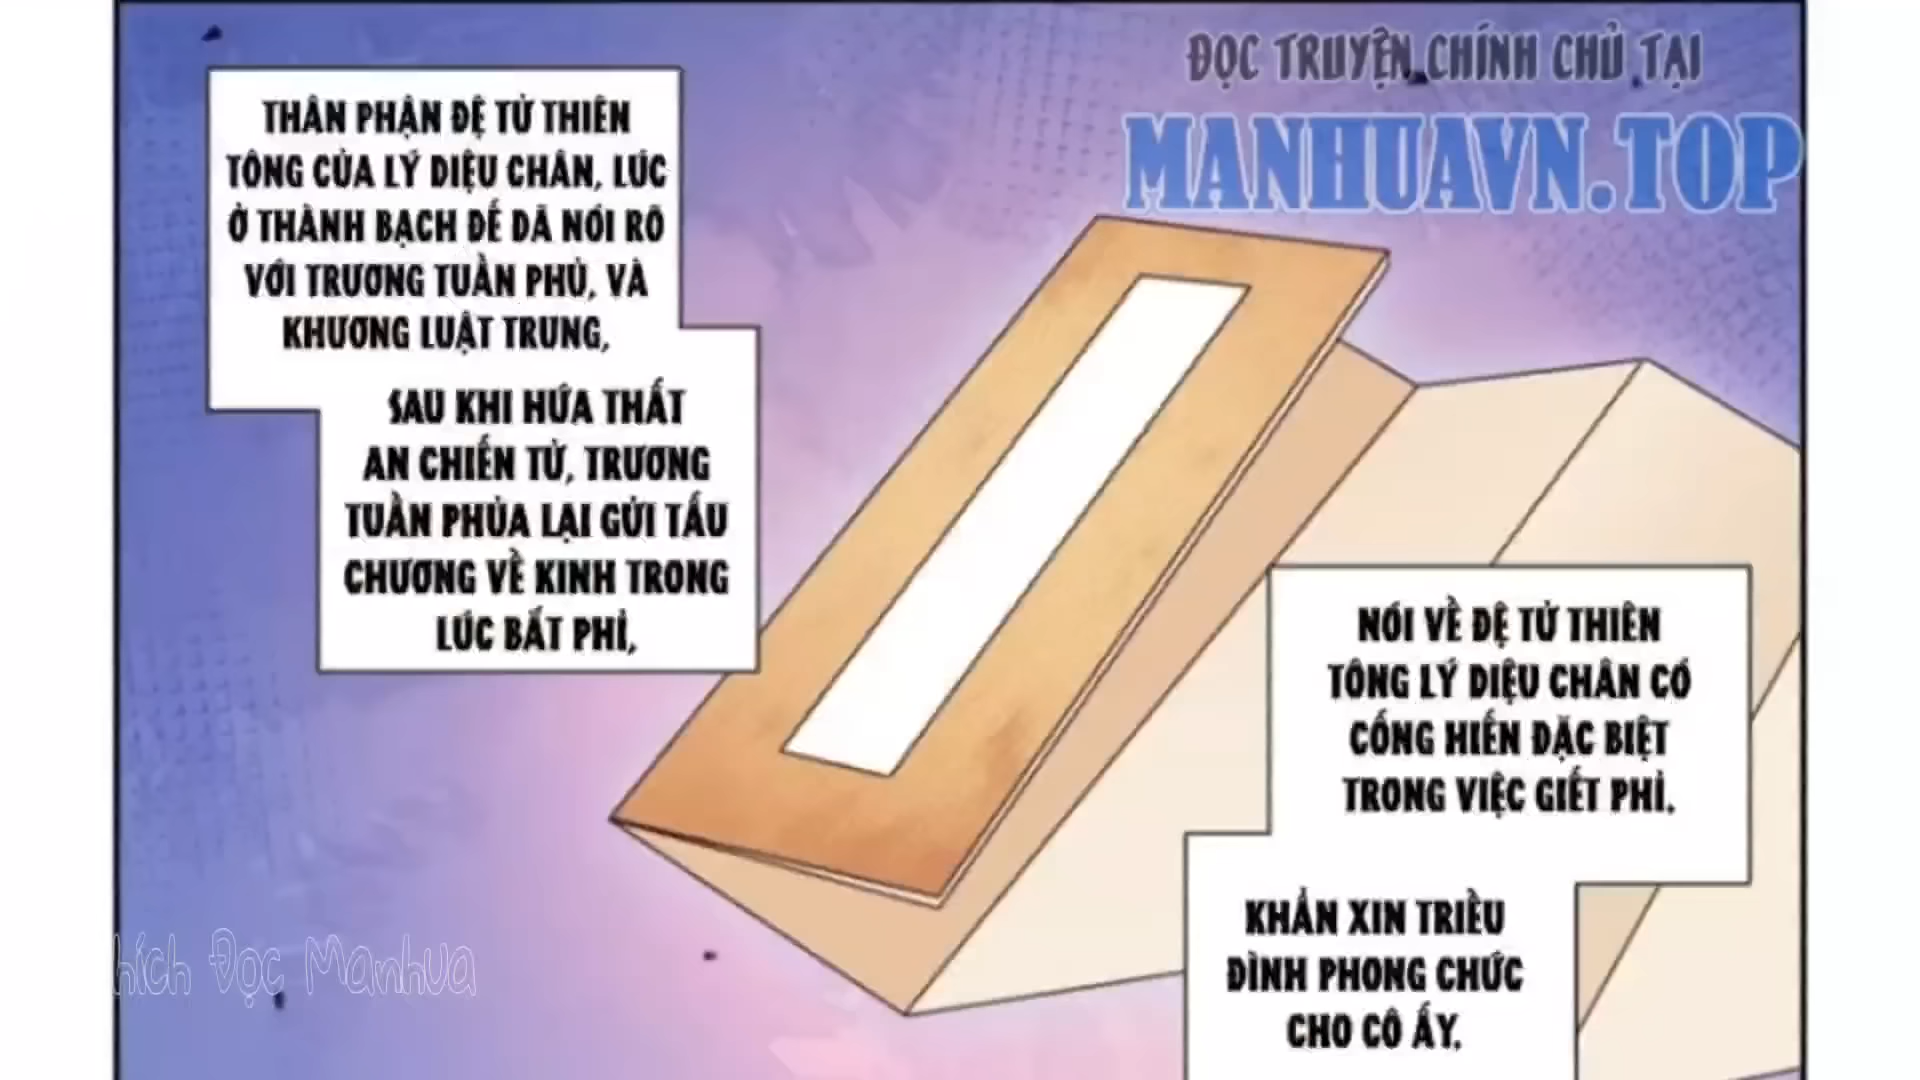 ĐỌC TRUYỆN CHÍNH CHỦ TẠI
MANHUAVN.TOP
THÂN PHẬN ĐỆ TỬ THIÊN
TÔNG CỦA LÝ DIỆU CHÂN, LÚC
Ở THÀNH BẠCH ĐẾ ĐÃ NÓI RÕ
VỚI TRƯƠNG TUẦN PHỦ, VÀ
KHƯƠNG LUẬT TRUNG,
SAU KHI HỨA THẤT
AN CHIẾN TỬ, TRƯƠNG
TUẦN PHỦA LẠI GỬI TẤU
CHƯƠNG VỀ KINH TRONG
LÚC BẮT PHỈ,
NÓI VỀ ĐỆ TỬ THIÊN
TÔNG LÝ DIỆU CHÂN CÓ
CỐNG HIẾN ĐẶC BIỆT
TRONG VIỆC GIẾT PHỈ.
KHẨN XIN TRIỀU
ĐÌNH PHONG CHỨC
CHO CÔ ẤY.
hích Đọc Manhua